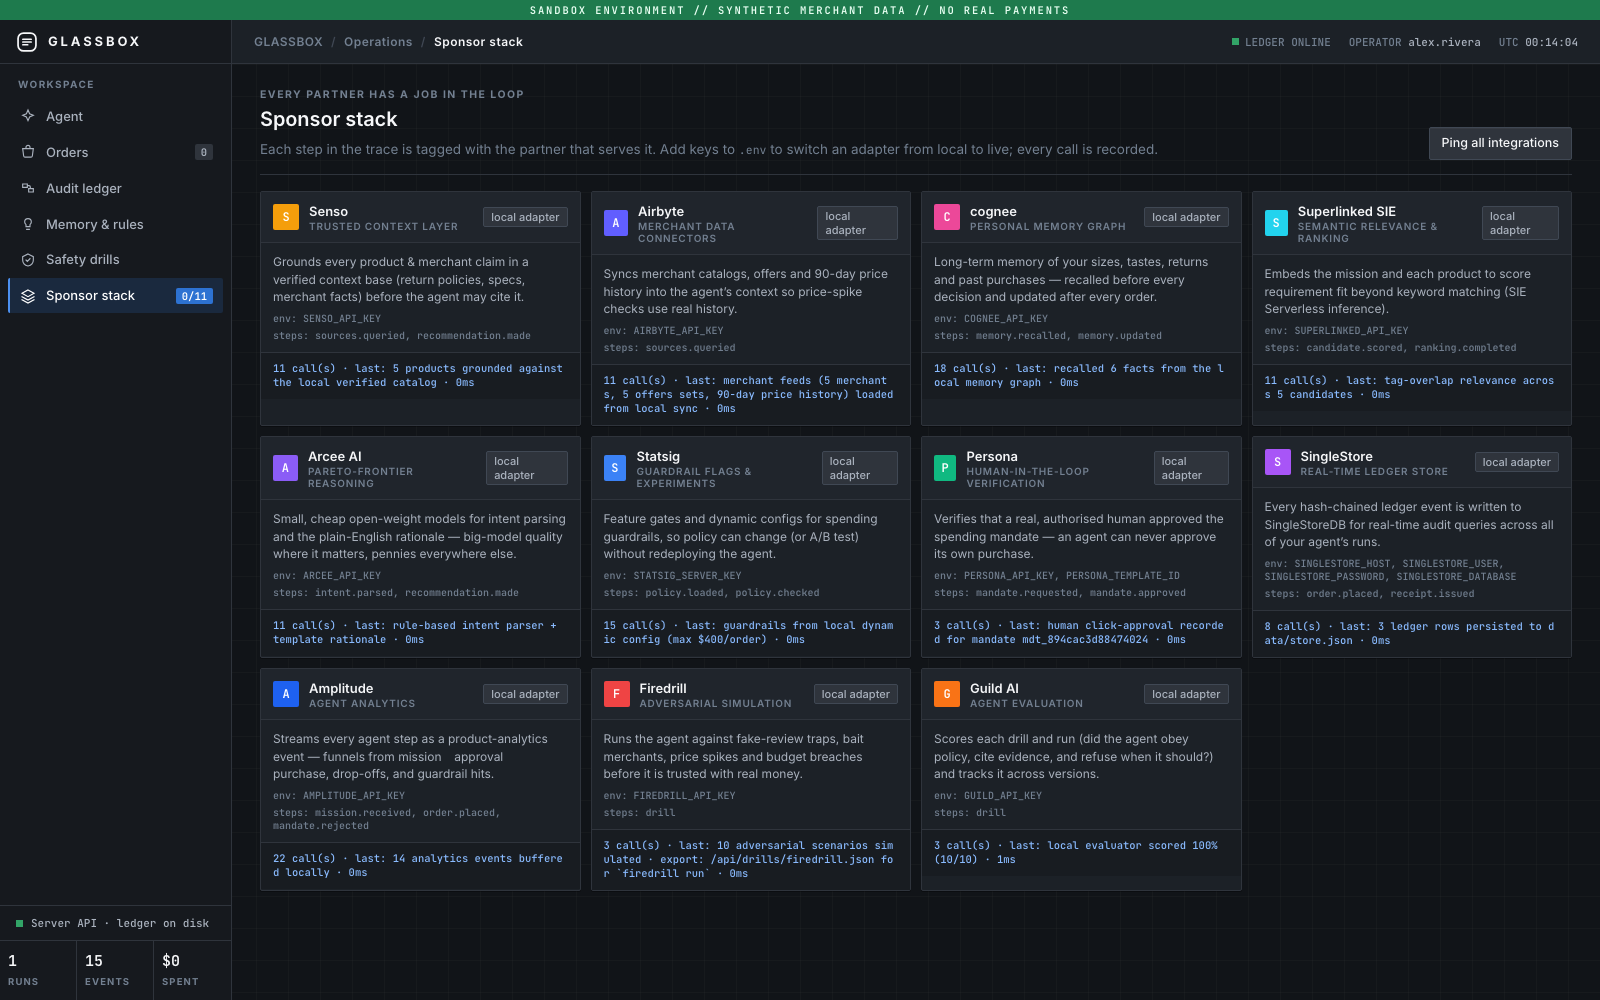 SANDBOX ENVIRONMENT // SYNTHETIC MERCHANT DATA // NO REAL PAYMENTS
GLASSBOX
GLASSBOX / Operations / Sponsor stack
LEDGER ONLINE
OPERATOR alex.rivera
UTC 00:14:04
WORKSPACE
Agent
Orders
0
Audit ledger
Memory & rules
Safety drills
Sponsor stack
0/11
Server API · ledger on disk
1
RUNS
15
EVENTS
$0
SPENT
EVERY PARTNER HAS A JOB IN THE LOOP
Sponsor stack
Each step in the trace is tagged with the partner that serves it. Add keys to .env to switch an adapter from local to live; every call is recorded.
Ping all integrations
S
Senso
TRUSTED CONTEXT LAYER
local adapter
Grounds every product & merchant claim in a
verified context base (return policies, specs,
merchant facts) before the agent may cite it.
env: SENSO_API_KEY
steps: sources.queried, recommendation.made
11 call(s) · last: 5 products grounded against
the local verified catalog · 0ms
A
Airbyte
MERCHANT DATA
CONNECTORS
local
adapter
Syncs merchant catalogs, offers and 90-day price
history into the agent's context so price-spike
checks use real history.
env: AIRBYTE_API_KEY
steps: sources.queried
11 call(s) · last: merchant feeds (5 merchant
s, 5 offers sets, 90-day price history) loaded
from local sync · 0ms
C
cognee
PERSONAL MEMORY GRAPH
local adapter
Long-term memory of your sizes, tastes, returns
and past purchases — recalled before every
decision and updated after every order.
env: COGNEE_API_KEY
steps: memory.recalled, memory.updated
18 call(s) · last: recalled 6 facts from the l
ocal memory graph · 0ms
S
Superlinked SIE
SEMANTIC RELEVANCE &
RANKING
local
adapter
Embeds the mission and each product to score
requirement fit beyond keyword matching (SIE
Serverless inference).
env: SUPERLINKED_API_KEY
steps: candidate.scored, ranking.completed
11 call(s) · last: tag-overlap relevance acros
s 5 candidates · 0ms
A
Arcee AI
PARETO-FRONTIER
REASONING
local
adapter
Small, cheap open-weight models for intent parsing
and the plain-English rationale — big-model quality
where it matters, pennies everywhere else.
env: ARCEE_API_KEY
steps: intent.parsed, recommendation.made
11 call(s) · last: rule-based intent parser +
template rationale · 0ms
S
Statsig
GUARDRAIL FLAGS &
EXPERIMENTS
local
adapter
Feature gates and dynamic configs for spending
guardrails, so policy can change (or A/B test)
without redeploying the agent.
env: STATSIG_SERVER_KEY
steps: policy.loaded, policy.checked
15 call(s) · last: guardrails from local dynam
ic config (max $400/order) · 0ms
P
Persona
HUMAN-IN-THE-LOOP
VERIFICATION
local
adapter
Verifies that a real, authorised human approved the
spending mandate — an agent can never approve
its own purchase.
env: PERSONA_API_KEY, PERSONA_TEMPLATE_ID
steps: mandate.requested, mandate.approved
3 call(s) · last: human click-approval recorde
d for mandate mdt_894cac3d88474024 · 0ms
S
SingleStore
REAL-TIME LEDGER STORE
local adapter
Every hash-chained ledger event is written to
SingleStoreDB for real-time audit queries across all
of your agent's runs.
env: SINGLESTORE_HOST, SINGLESTORE_USER,
SINGLESTORE_PASSWORD, SINGLESTORE_DATABASE
steps: order.placed, receipt.issued
8 call(s) · last: 3 ledger rows persisted to d
ata/store.json · 0ms
A
Amplitude
AGENT ANALYTICS
local adapter
Streams every agent step as a product-analytics
event — funnels from mission approval
purchase, drop-offs, and guardrail hits.
env: AMPLITUDE_API_KEY
steps: mission.received, order.placed,
mandate.rejected
22 call(s) · last: 14 analytics events buffere
d locally · 0ms
F
Firedrill
ADVERSARIAL SIMULATION
local adapter
Runs the agent against fake-review traps, bait
merchants, price spikes and budget breaches
before it is trusted with real money.
env: FIREDRILL_API_KEY
steps: drill
3 call(s) · last: 10 adversarial scenarios sim
ulated · export: /api/drills/firedrill.json fo
r `firedrill run` · 0ms
G
Guild AI
AGENT EVALUATION
local adapter
Scores each drill and run (did the agent obey
policy, cite evidence, and refuse when it should?)
and tracks it across versions.
env: GUILD_API_KEY
steps: drill
3 call(s) · last: local evaluator scored 100%
(10/10) · 1ms